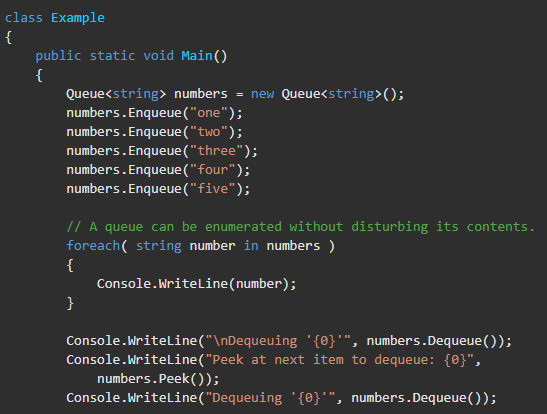 class Example
{
    public static void Main()
    {
        Queue<string> numbers = new Queue<string>();
        numbers.Enqueue("one");
        numbers.Enqueue("two");
        numbers.Enqueue("three");
        numbers.Enqueue("four");
        numbers.Enqueue("five");

        // A queue can be enumerated without disturbing its contents.
        foreach( string number in numbers )
        {
            Console.WriteLine(number);
        }

        Console.WriteLine("\nDequeuing '{0}'", numbers.Dequeue());
        Console.WriteLine("Peek at next item to dequeue: {0}",
            numbers.Peek());
        Console.WriteLine("Dequeuing '{0}'", numbers.Dequeue());